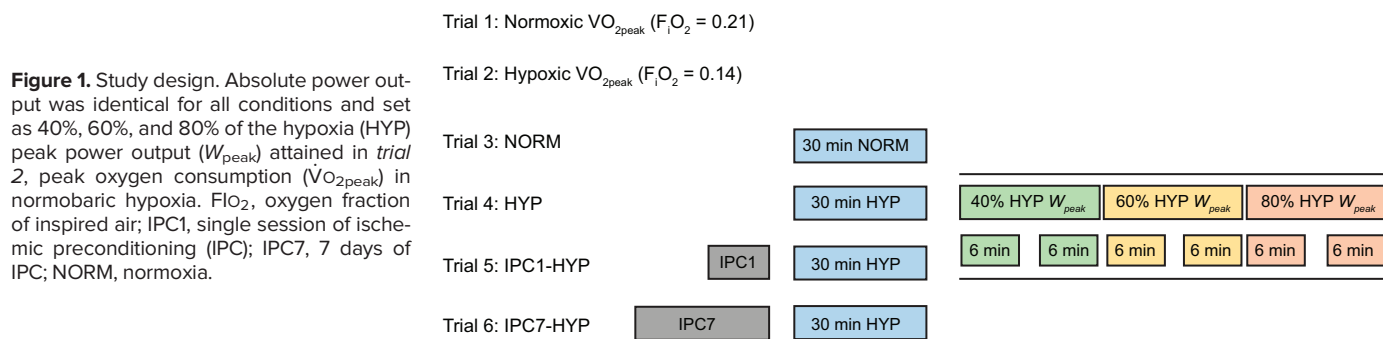 Figure 1. Study design. Absolute power out-
put was identical for all conditions and set
as 40%, 60%, and 80% of the hypoxia (HYP)
peak power output (Wpeak) attained in trial
2, peak oxygen consumption (V̇O2peak) in
normobaric hypoxia. FIO2, oxygen fraction
of inspired air; IPC1, single session of ische-
mic preconditioning (IPC); IPC7, 7 days of
IPC; NORM, normoxia.
Trial 1: Normoxic VO2peak (FiO2 = 0.21)
Trial 2: Hypoxic VO2peak (FiO2 = 0.14)
Trial 3: NORM
30 min NORM
Trial 4: HYP
30 min HYP
40% HYP Wpeak
60% HYP Wpeak
80% HYP Wpeak
Trial 5: IPC1-HYP
IPC1
30 min HYP
6 min
6 min
6 min
6 min
6 min
6 min
Trial 6: IPC7-HYP
IPC7
30 min HYP